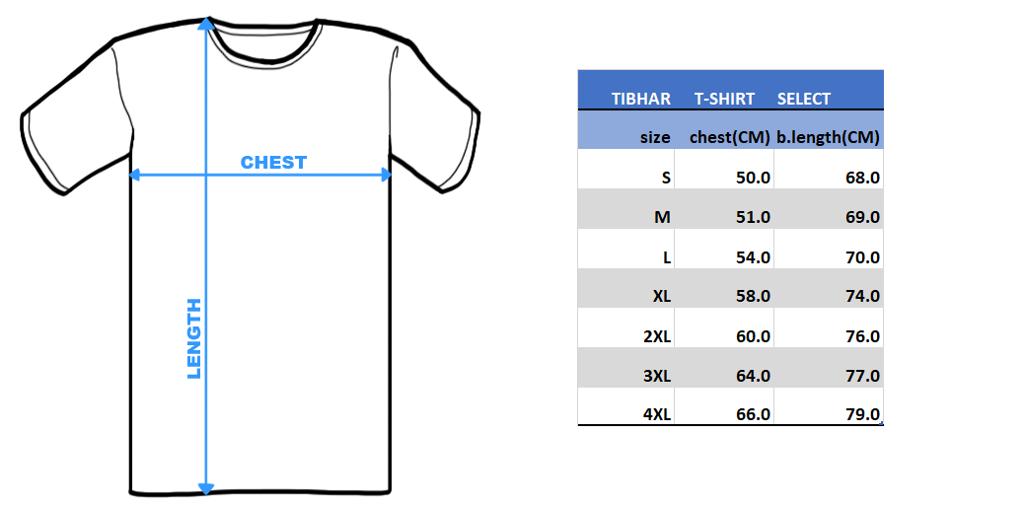 CHEST
LENGTH
TIBHAR T-SHIRT SELECT
size chest(CM) b.length(CM)
S 50.0 68.0
M 51.0 69.0
L 54.0 70.0
XL 58.0 74.0
2XL 60.0 76.0
3XL 64.0 77.0
4XL 66.0 79.0